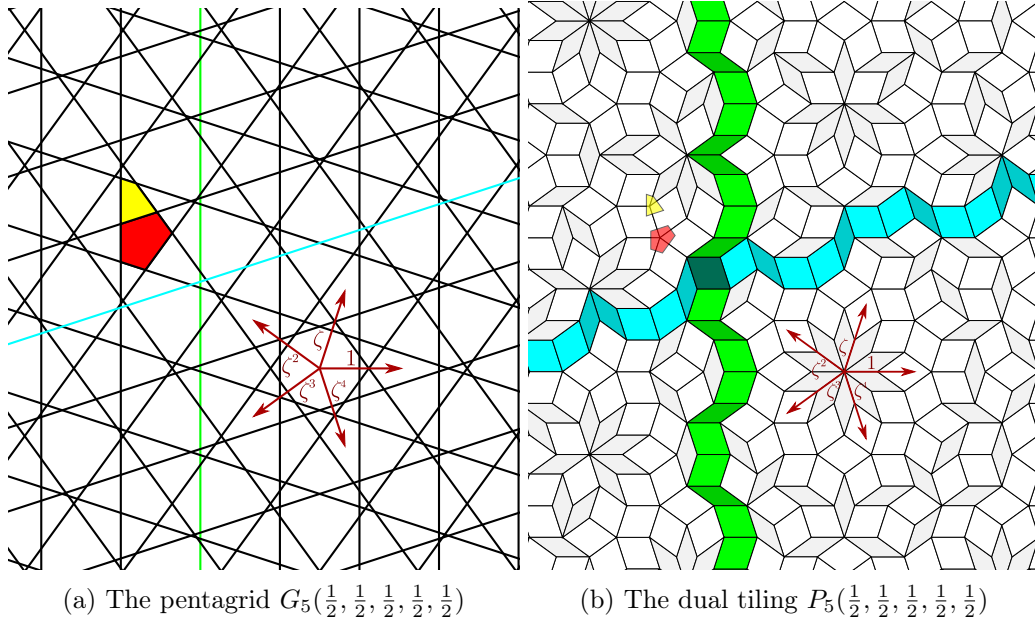 ζ
1
ζ²
ζ³
ζ⁴
ζ
1
ζ²
ζ³
ζ⁴
(a) The pentagrid G₅(½, ½, ½, ½, ½)
(b) The dual tiling P₅(½, ½, ½, ½, ½)